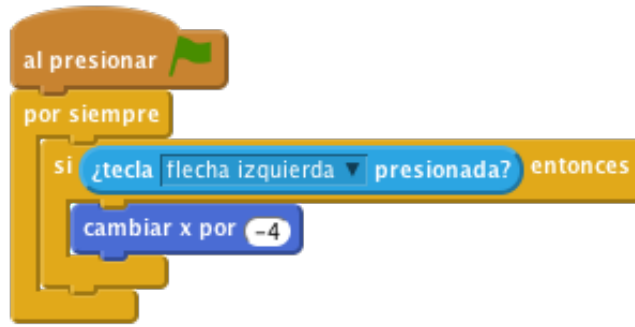 al presionar
por siempre
si ¿tecla flecha izquierda presionada? entonces
cambiar x por -4